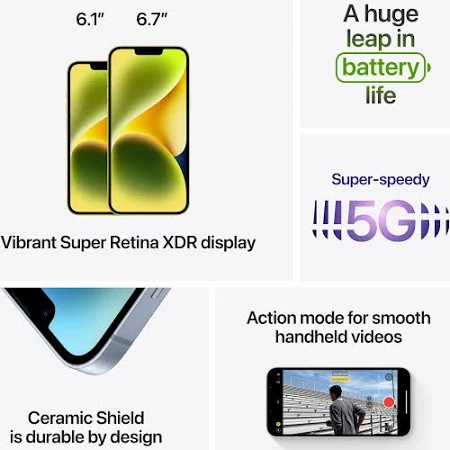 6.1” 6.7”
Vibrant Super Retina XDR display
A huge
leap in
battery
life
Super-speedy
5G
Ceramic Shield
is durable by design
Action mode for smooth
handheld videos